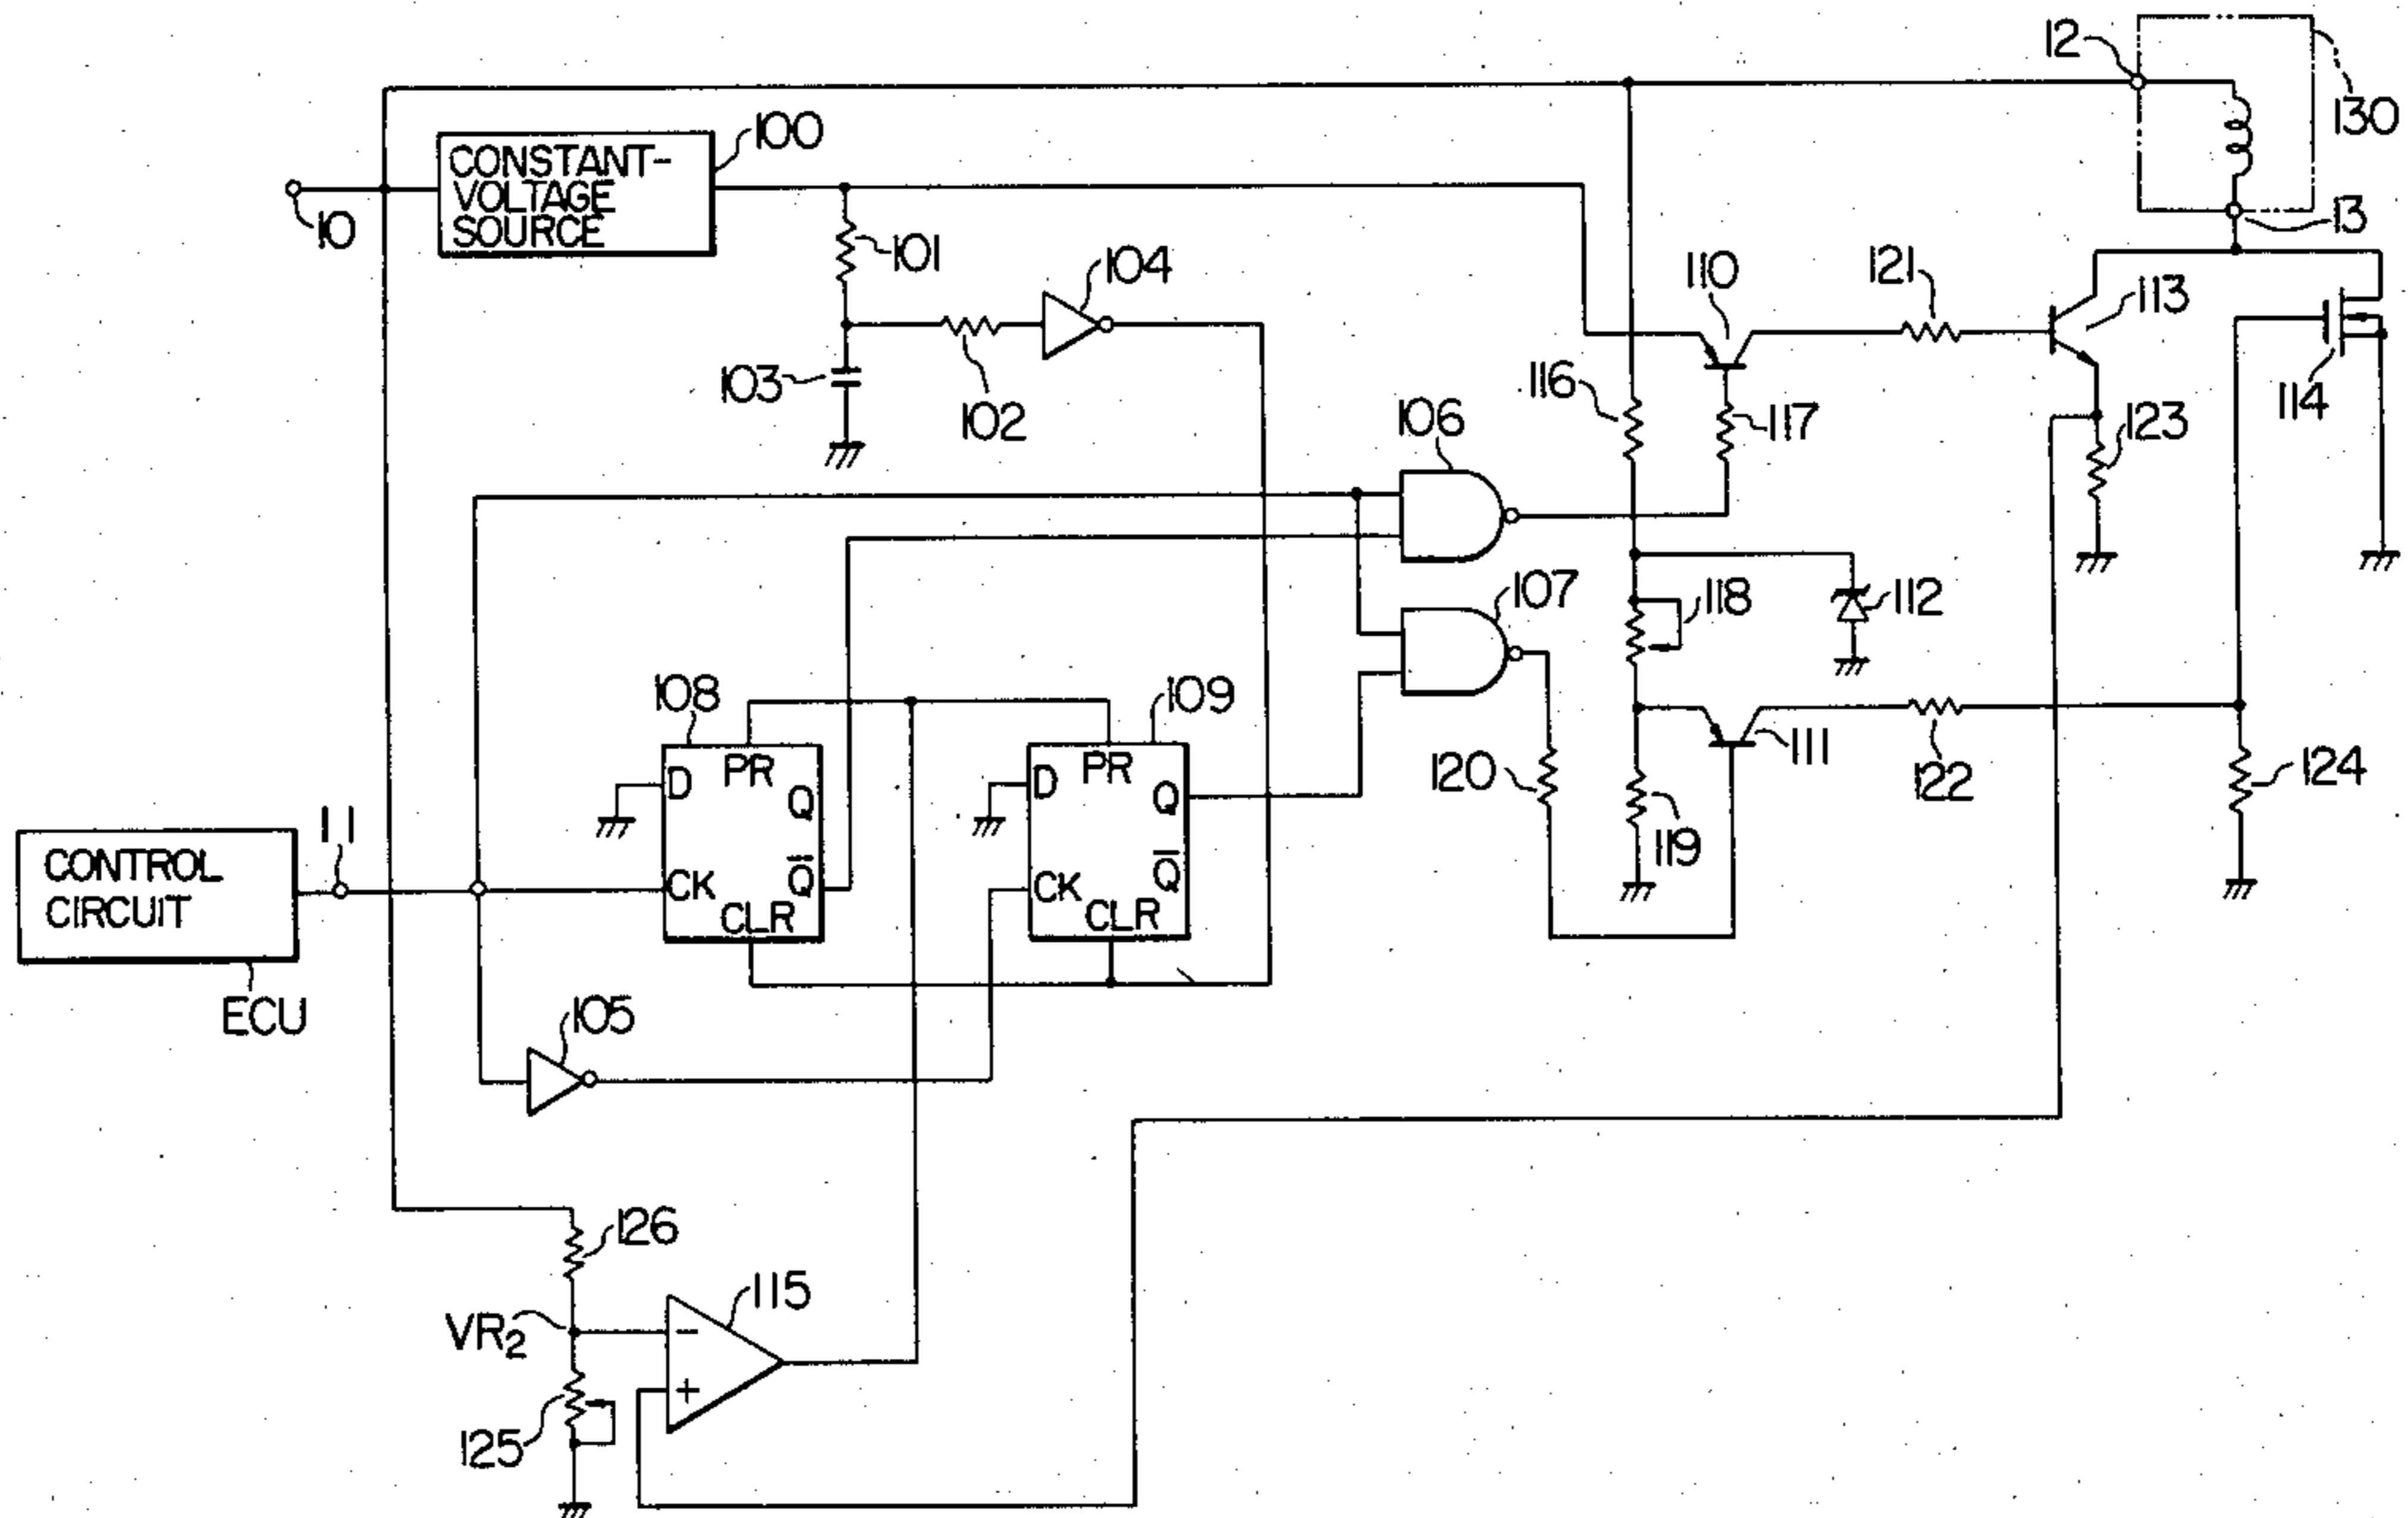 12
130
100
CONSTANT-
VOLTAGE
SOURCE
10
13
101
104
110
121
113
103
102
116
117
114
106
123
107
118
112
108
109
PR
D
Q
Q̅
CK
CLR
PR
D
Q
Q̅
CK
CLR
120
111
122
124
119
11
CONTROL
CIRCUIT
ECU
105
126
115
VR2
-
+
125